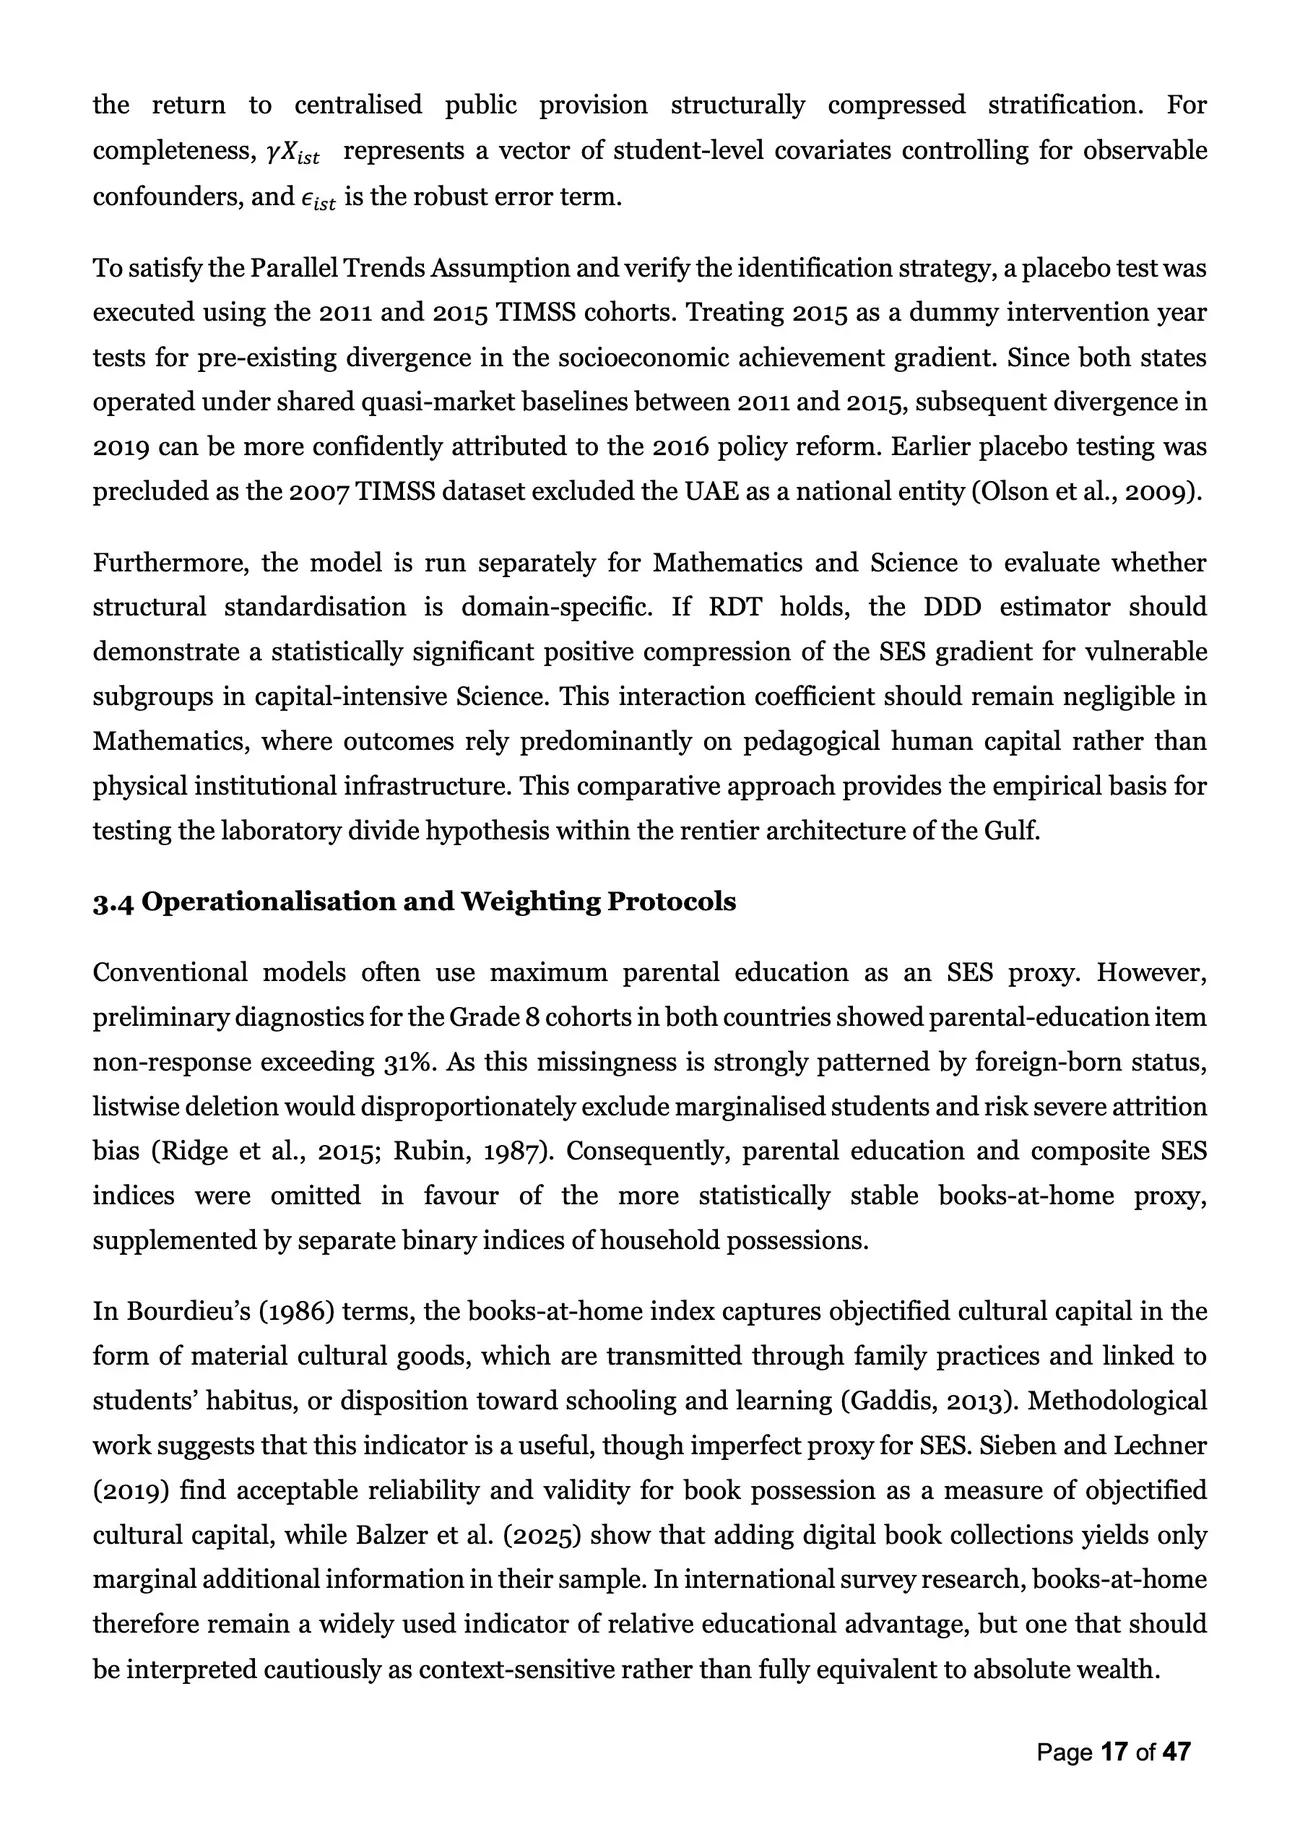 the return to centralised public provision structurally compressed stratification. For
completeness, γX_ist represents a vector of student-level covariates controlling for observable
confounders, and ϵ_ist is the robust error term.
To satisfy the Parallel Trends Assumption and verify the identification strategy, a placebo test was
executed using the 2011 and 2015 TIMSS cohorts. Treating 2015 as a dummy intervention year
tests for pre-existing divergence in the socioeconomic achievement gradient. Since both states
operated under shared quasi-market baselines between 2011 and 2015, subsequent divergence in
2019 can be more confidently attributed to the 2016 policy reform. Earlier placebo testing was
precluded as the 2007 TIMSS dataset excluded the UAE as a national entity (Olson et al., 2009).
Furthermore, the model is run separately for Mathematics and Science to evaluate whether
structural standardisation is domain-specific. If RDT holds, the DDD estimator should
demonstrate a statistically significant positive compression of the SES gradient for vulnerable
subgroups in capital-intensive Science. This interaction coefficient should remain negligible in
Mathematics, where outcomes rely predominantly on pedagogical human capital rather than
physical institutional infrastructure. This comparative approach provides the empirical basis for
testing the laboratory divide hypothesis within the rentier architecture of the Gulf.
3.4 Operationalisation and Weighting Protocols
Conventional models often use maximum parental education as an SES proxy. However,
preliminary diagnostics for the Grade 8 cohorts in both countries showed parental-education item
non-response exceeding 31%. As this missingness is strongly patterned by foreign-born status,
listwise deletion would disproportionately exclude marginalised students and risk severe attrition
bias (Ridge et al., 2015; Rubin, 1987). Consequently, parental education and composite SES
indices were omitted in favour of the more statistically stable books-at-home proxy,
supplemented by separate binary indices of household possessions.
In Bourdieu’s (1986) terms, the books-at-home index captures objectified cultural capital in the
form of material cultural goods, which are transmitted through family practices and linked to
students’ habitus, or disposition toward schooling and learning (Gaddis, 2013). Methodological
work suggests that this indicator is a useful, though imperfect proxy for SES. Sieben and Lechner
(2019) find acceptable reliability and validity for book possession as a measure of objectified
cultural capital, while Balzer et al. (2025) show that adding digital book collections yields only
marginal additional information in their sample. In international survey research, books-at-home
therefore remain a widely used indicator of relative educational advantage, but one that should
be interpreted cautiously as context-sensitive rather than fully equivalent to absolute wealth.
Page 17 of 47